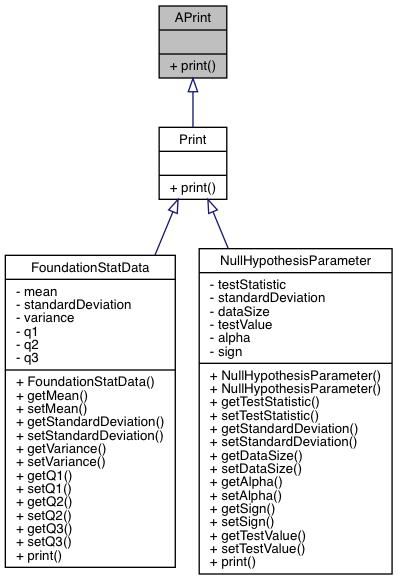 APrint
+ print()
Print
+ print()
FoundationStatData
- mean
- standardDeviation
- variance
- q1
- q2
- q3
+ FoundationStatData()
+ getMean()
+ setMean()
+ getStandardDeviation()
+ setStandardDeviation()
+ getVariance()
+ setVariance()
+ getQ1()
+ setQ1()
+ getQ2()
+ setQ2()
+ getQ3()
+ setQ3()
+ print()
NullHypothesisParameter
- testStatistic
- standardDeviation
- dataSize
- testValue
- alpha
- sign
+ NullHypothesisParameter()
+ NullHypothesisParameter()
+ getTestStatistic()
+ setTestStatistic()
+ getStandardDeviation()
+ setStandardDeviation()
+ getDataSize()
+ setDataSize()
+ getAlpha()
+ setAlpha()
+ getSign()
+ setSign()
+ getTestValue()
+ setTestValue()
+ print()